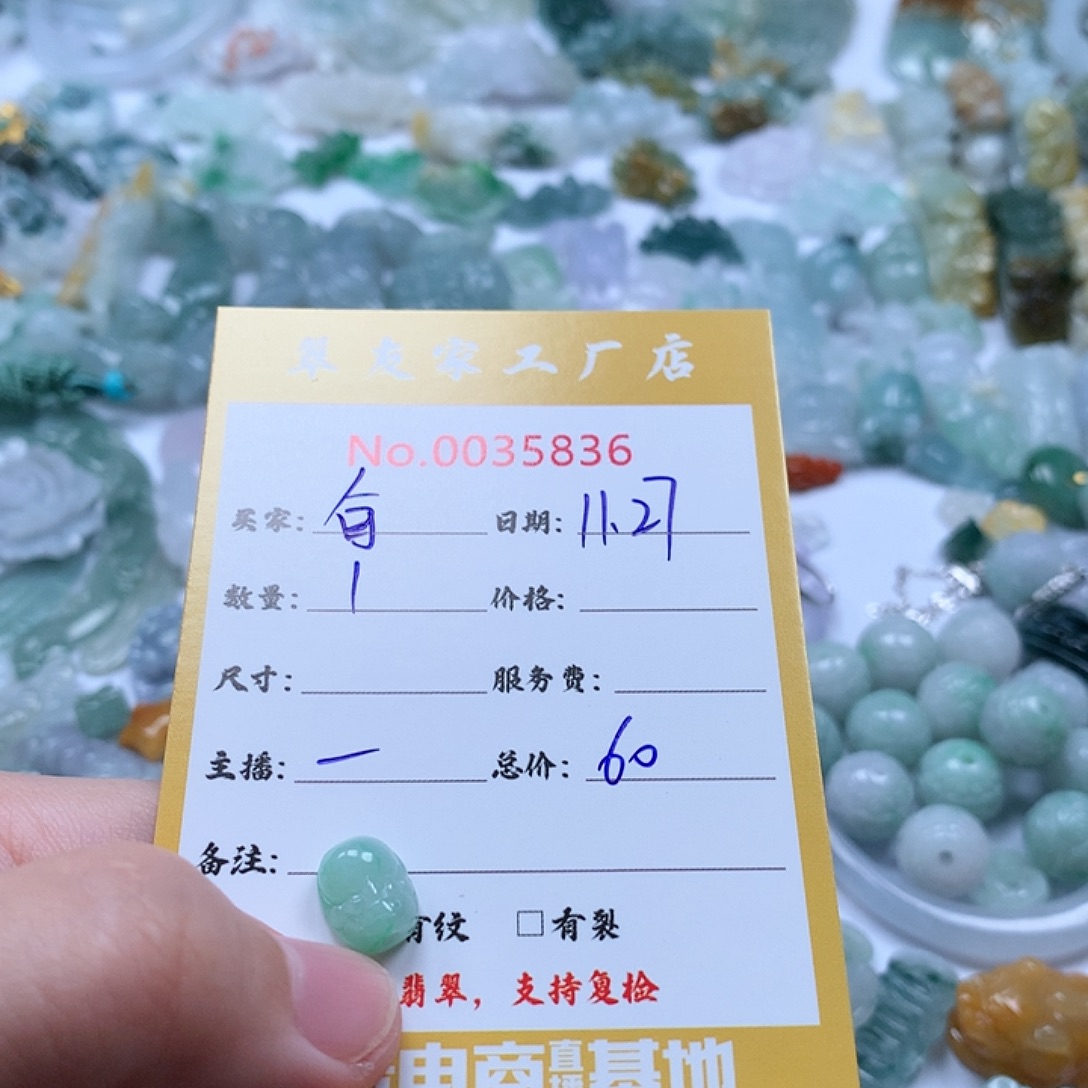 翠友家工厂店
No.0035836
买家: 日期: 11.27
数量: 1 价格:
尺寸: 服务费:
主播: 一 总价: 60
备注:
有纹 □有裂
翡翠，支持复检
电商直播基地